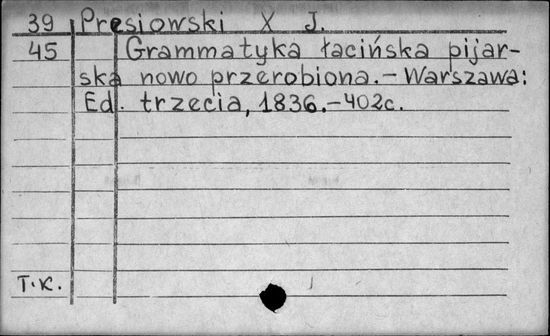 39 Presiowski X J.
45 Grammatyka łacińska pijar-
ska nowo przerobiona.-Warszawa:
Ed. trzecia, 1836.-402c.
T.K.